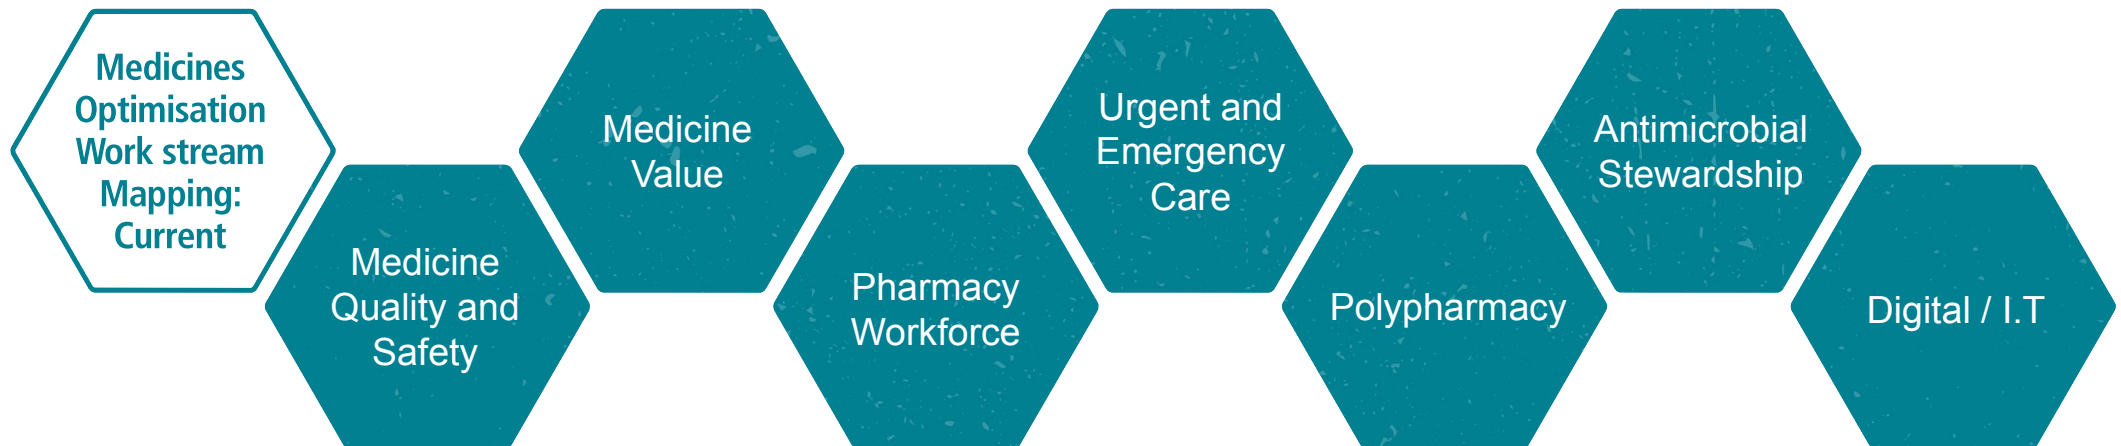 Medicines
Optimisation
Work stream
Mapping:
Current
Medicine
Quality and
Safety
Medicine
Value
Pharmacy
Workforce
Urgent and
Emergency
Care
Polypharmacy
Antimicrobial
Stewardship
Digital / I.T